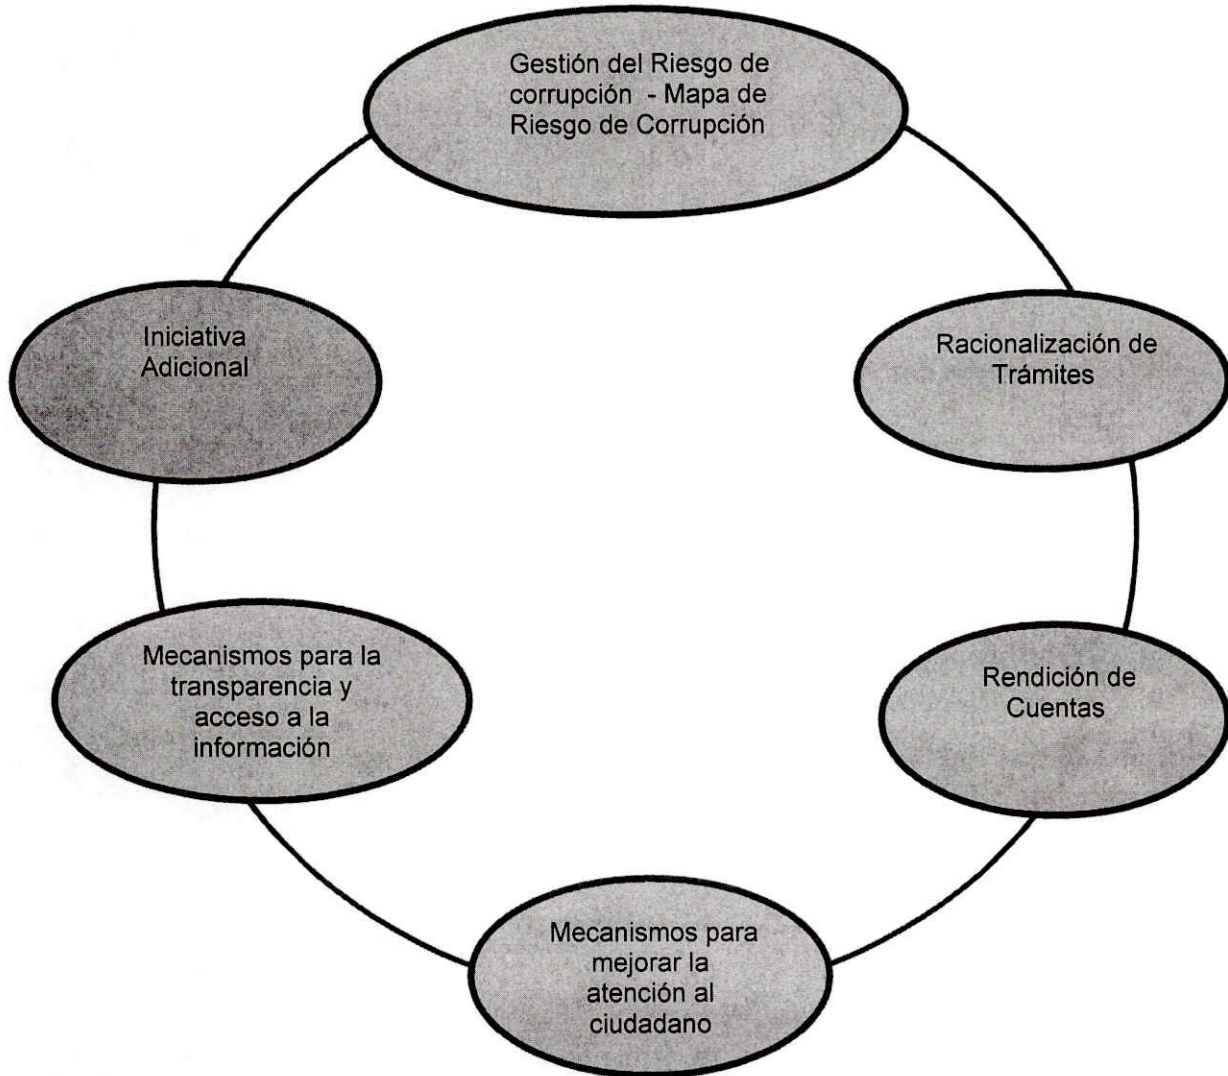 Gestión del Riesgo de
corrupción - Mapa de
Riesgo de Corrupción
Racionalización de
Trámites
Rendición de
Cuentas
Mecanismos para
mejorar la
atención al
ciudadano
Mecanismos para la
transparencia y
acceso a la
información
Iniciativa
Adicional